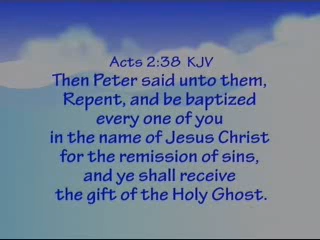 Acts 2:38 KJV
Then Peter said unto them,
Repent, and be baptized
every one of you
in the name of Jesus Christ
for the remission of sins,
and ye shall receive
the gift of the Holy Ghost.